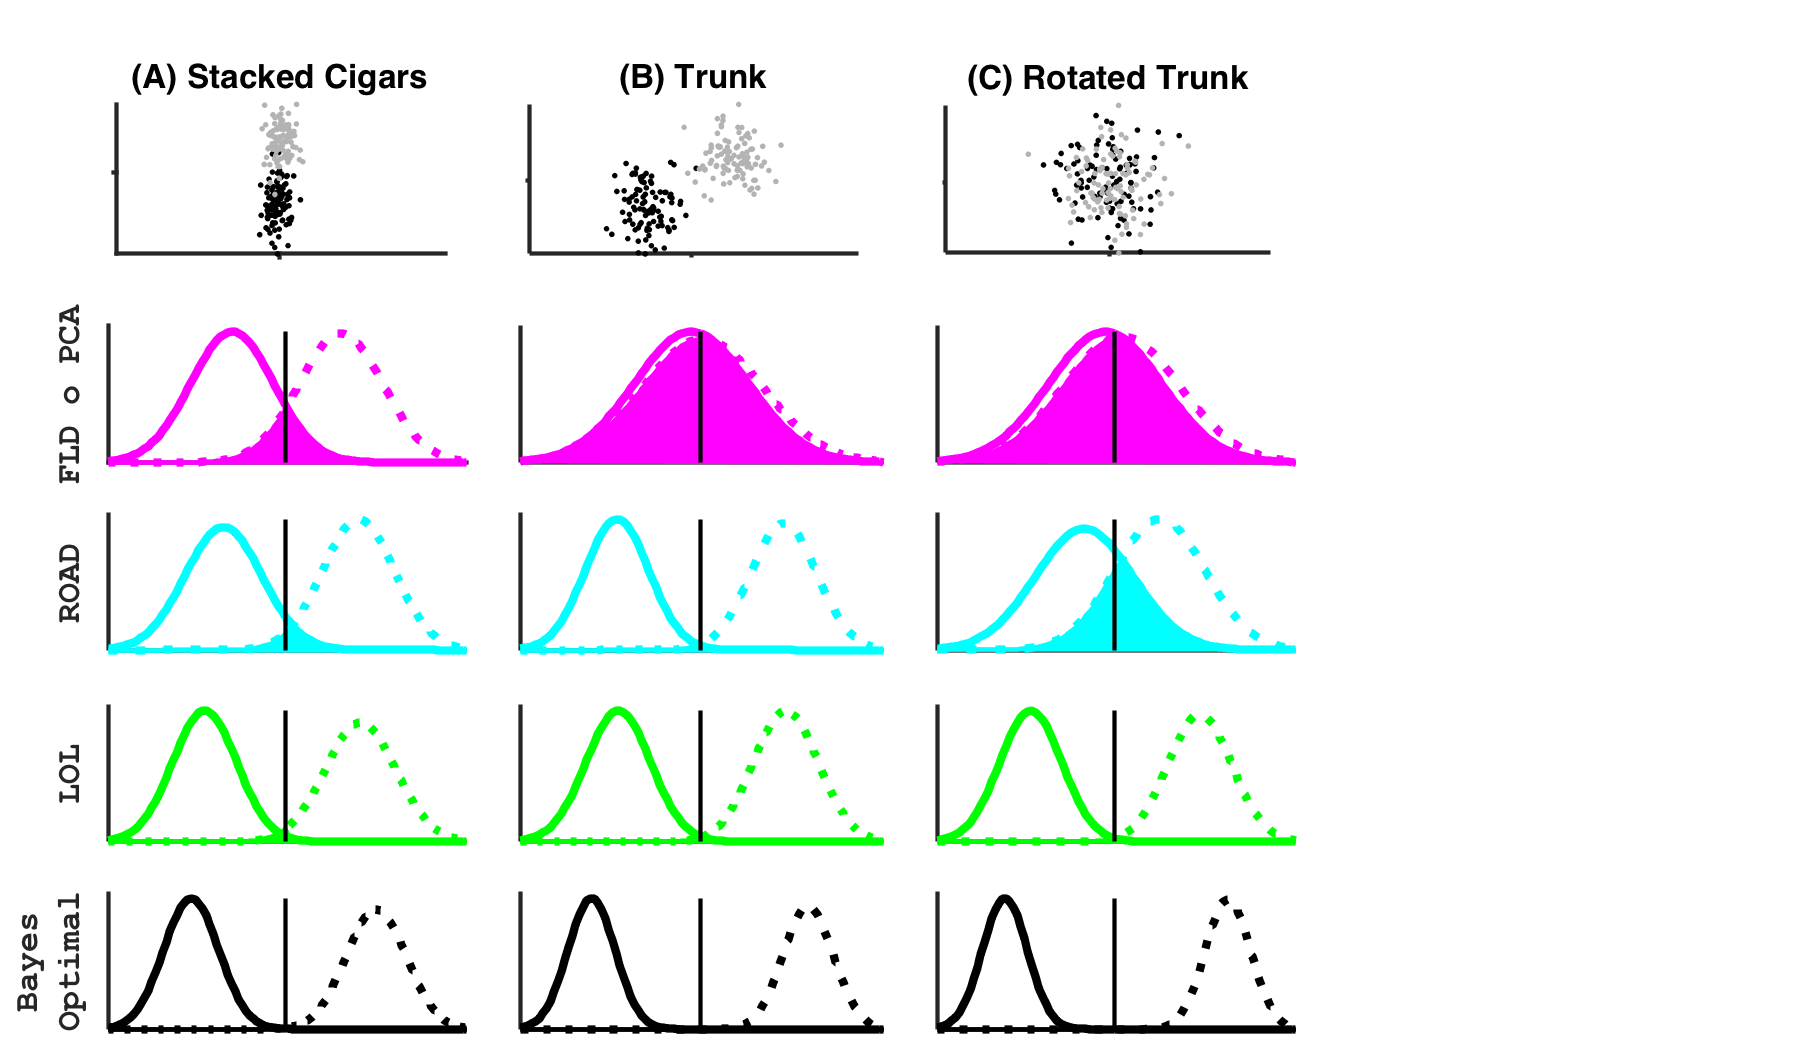 (A) Stacked Cigars
(B) Trunk
(C) Rotated Trunk
FLD o PCA
ROAD
LOL
Bayes
Optimal